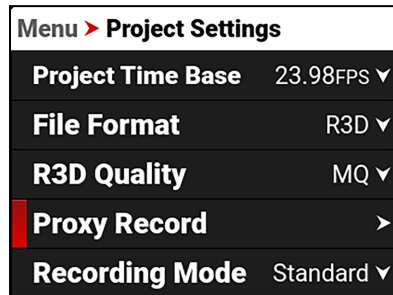 Menu > Project Settings
Project Time Base 23.98FPS
File Format R3D
R3D Quality MQ
Proxy Record
Recording Mode Standard